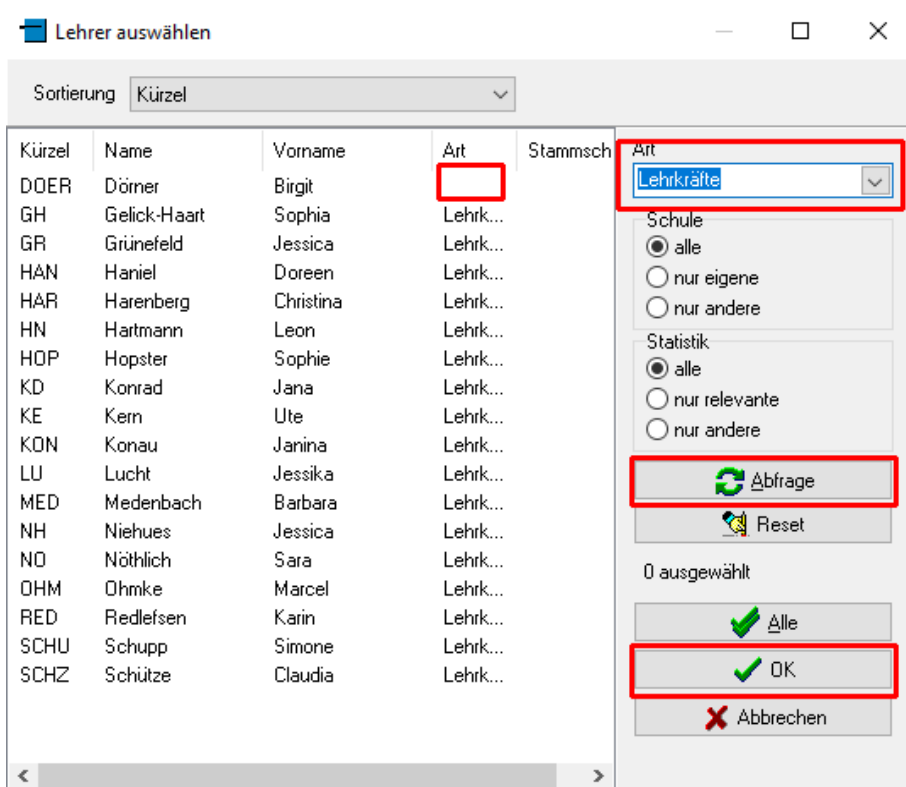 Lehrer auswählen
Sortierung Kürzel
Kürzel Name Vorname Art Stammsch
DOER Dörner Birgit
GH Gelick-Haart Sophia Lehrk...
GR Grünefeld Jessica Lehrk...
HAN Haniel Doreen Lehrk...
HAR Harenberg Christina Lehrk...
HN Hartmann Leon Lehrk...
HOP Hopster Sophie Lehrk...
KD Konrad Jana Lehrk...
KE Kern Ute Lehrk...
KON Konau Janina Lehrk...
LU Lucht Jessika Lehrk...
MED Medenbach Barbara Lehrk...
NH Niehues Jessica Lehrk...
NO Nöthlich Sara Lehrk...
OHM Ohmke Marcel Lehrk...
RED Redlefsen Karin Lehrk...
SCHU Schupp Simone Lehrk...
SCHZ Schütze Claudia Lehrk...
Art
Lehrkräfte
Schule
alle
nur eigene
nur andere
Statistik
alle
nur relevante
nur andere
Abfrage
Reset
0 ausgewählt
Alle
OK
Abbrechen